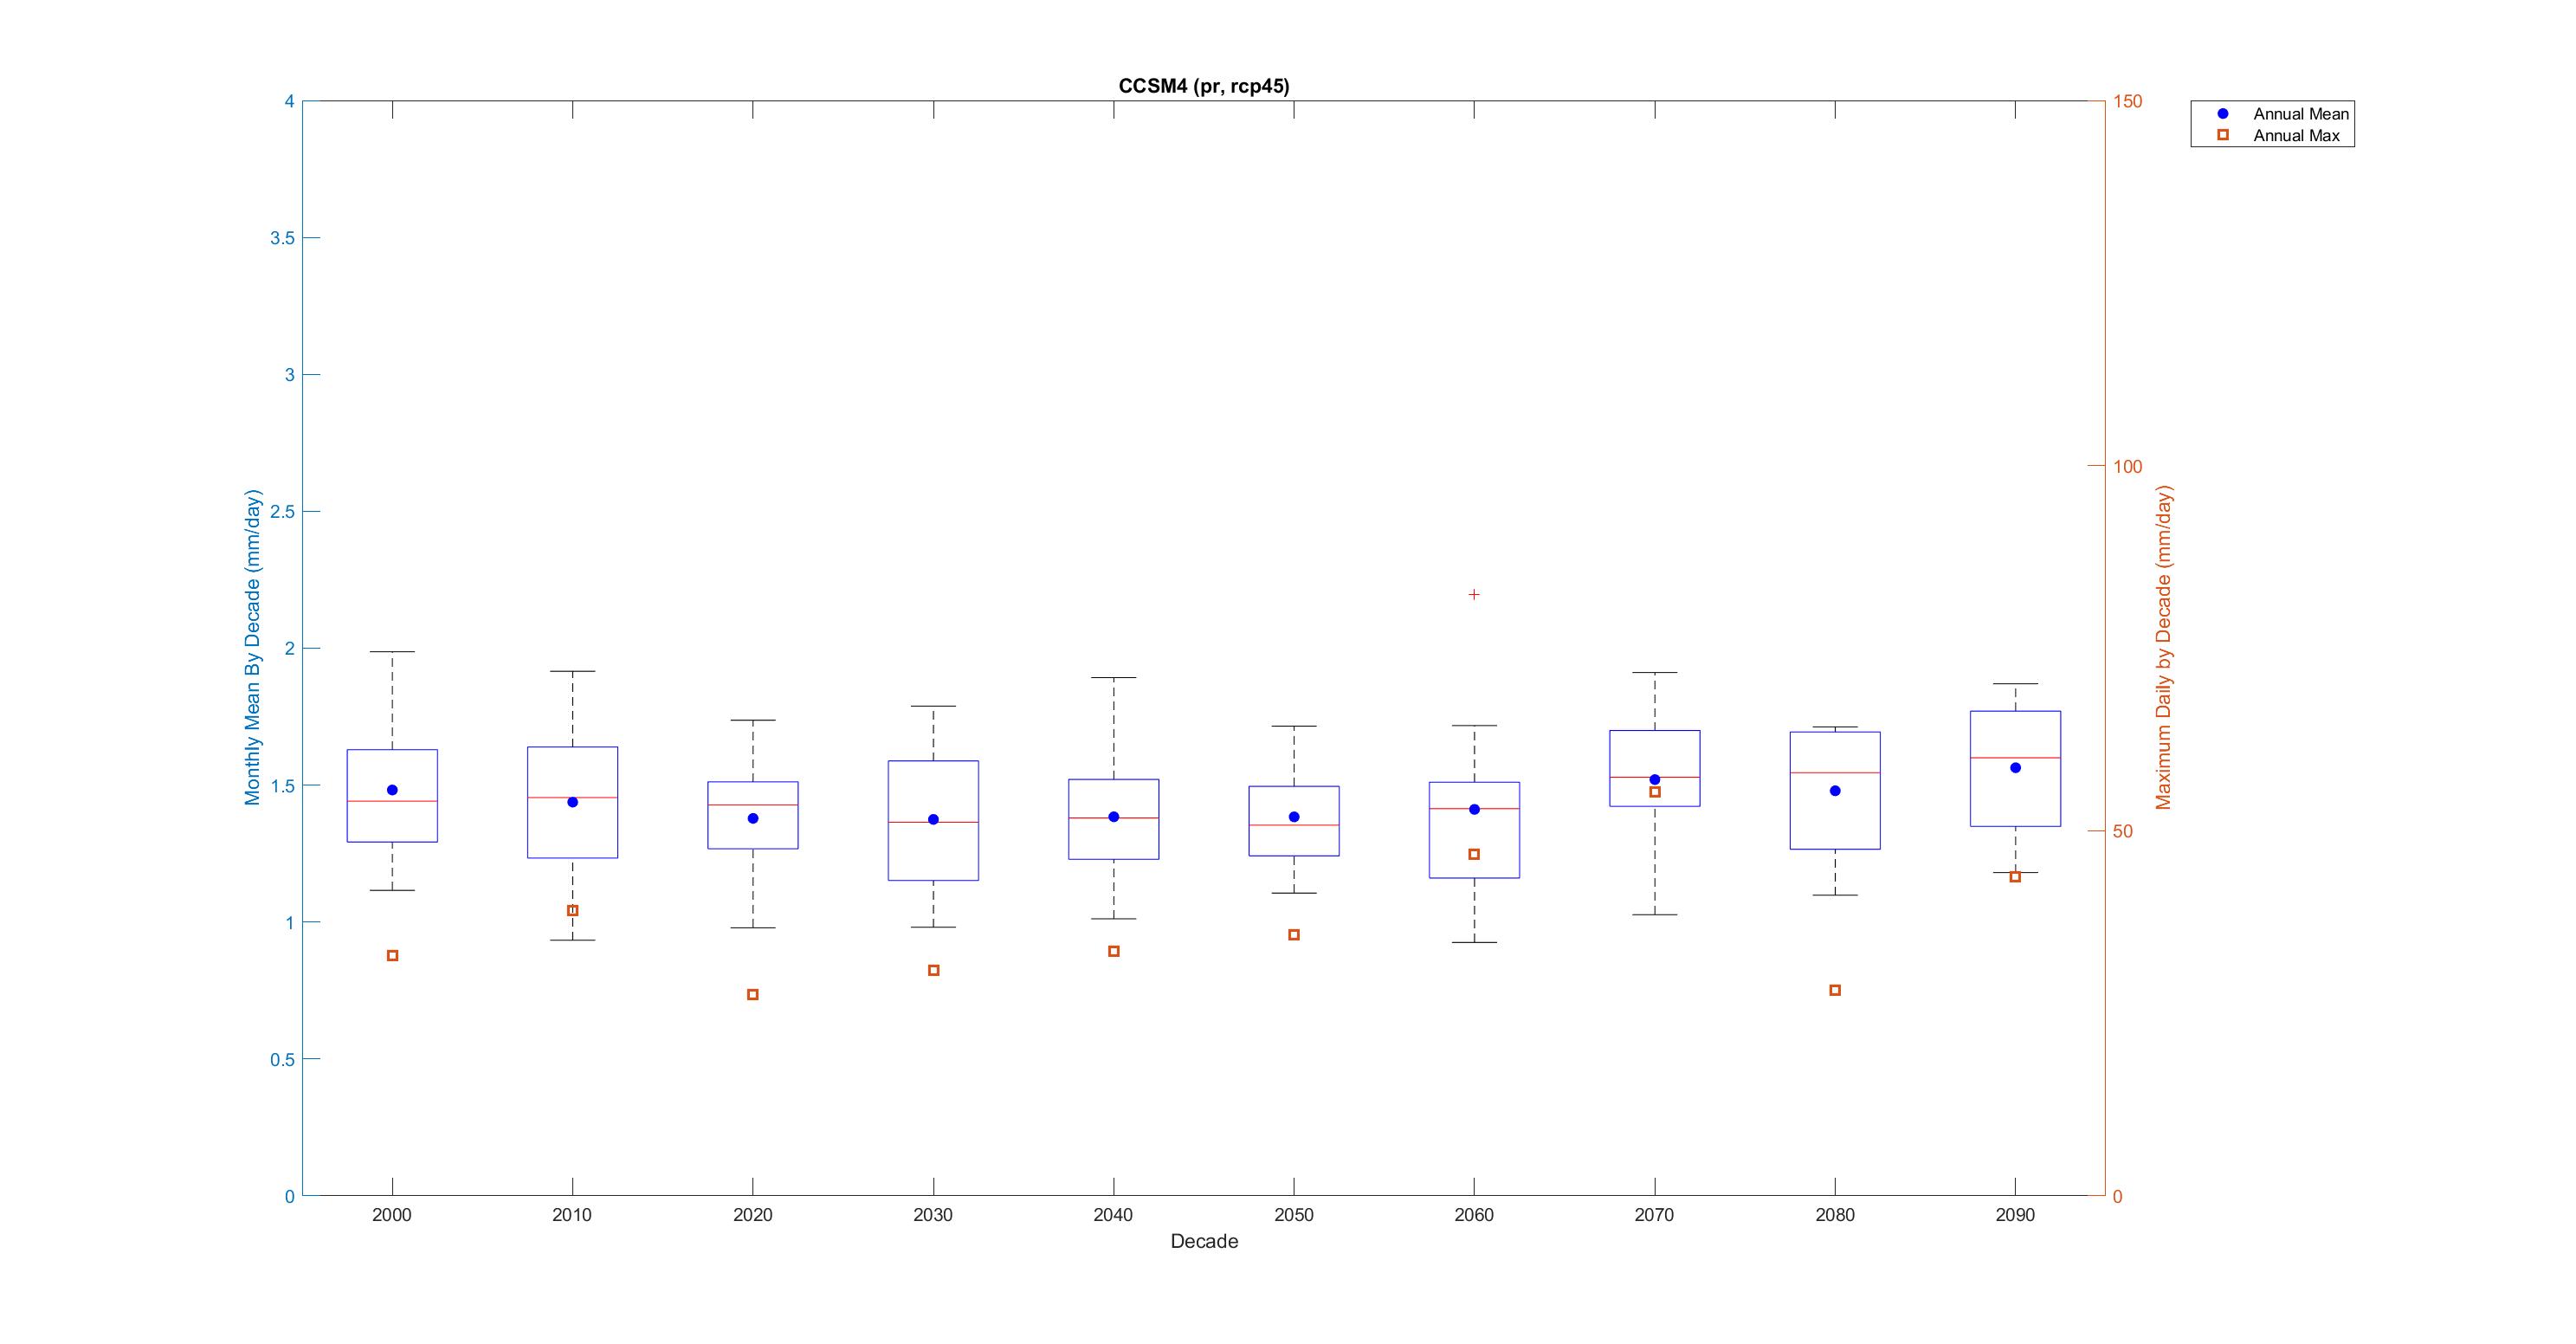 CCSM4 (pr, rcp45)
Annual Mean
Annual Max
Monthly Mean By Decade (mm/day)
4
3.5
3
2.5
2
1.5
1
0.5
0
150
100
50
0
Maximum Daily by Decade (mm/day)
2000 2010 2020 2030 2040 2050 2060 2070 2080 2090
Decade